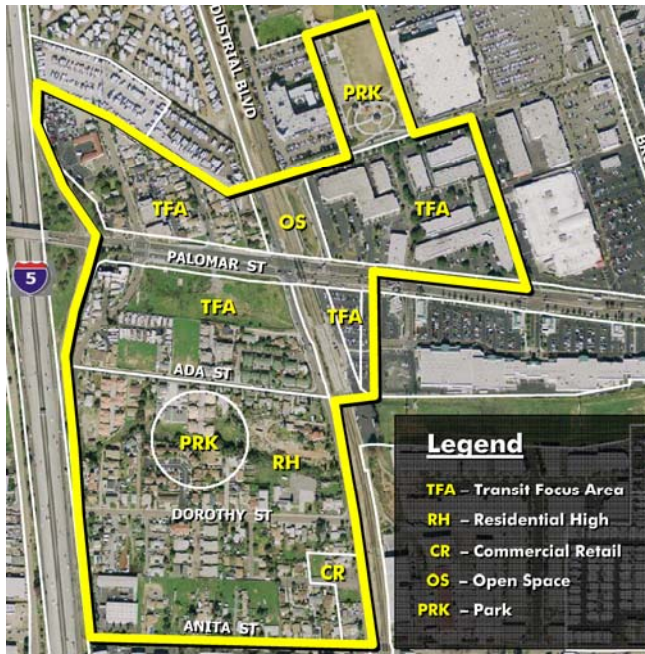 DUSTRIAL BLVD
PRK
TFA
OS
TFA
PALOMAR ST
5
TFA
TFA
ADA ST
PRK
RH
DOROTHY ST
CR
ANITA ST
Legend
TFA – Transit Focus Area
RH – Residential High
CR – Commercial Retail
OS – Open Space
PRK – Park